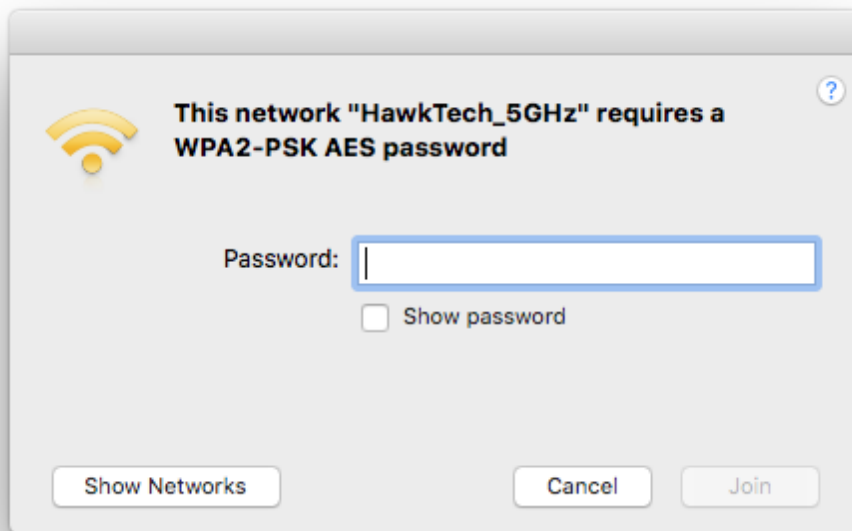 ?
This network "HawkTech_5GHz" requires a
WPA2-PSK AES password
Password:
Show password
Show Networks
Cancel
Join